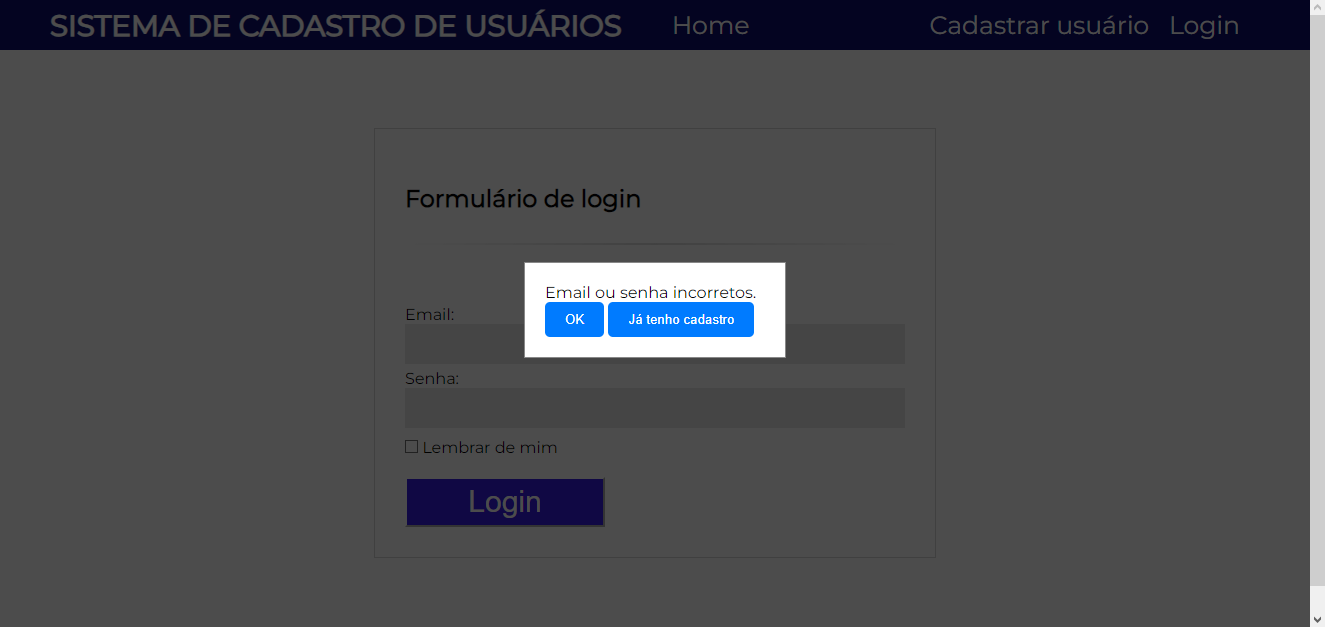 SISTEMA DE CADASTRO DE USUÁRIOS Home Cadastrar usuário Login
Formulário de login
Email ou senha incorretos.
OK Já tenho cadastro
Email:
Senha:
Lembrar de mim
Login